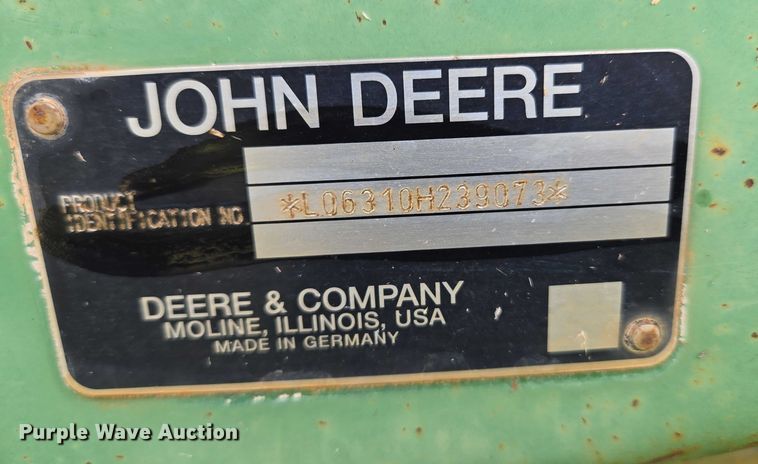 JOHN DEERE
PRODUCT
IDENTIFICATION NO
*L06310H239073*
DEERE & COMPANY
MOLINE, ILLINOIS, USA
MADE IN GERMANY
Purple Wave Auction